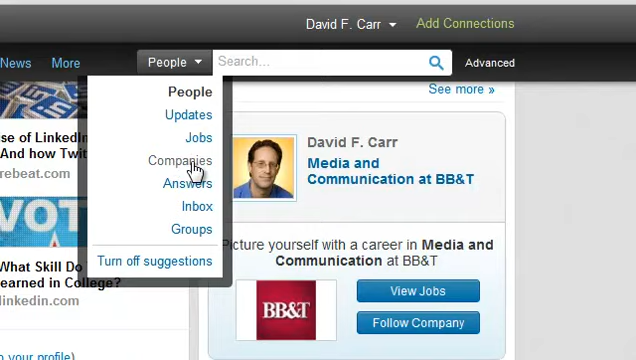 David F. Carr Add Connections
News More People Search... Advanced
See more »
People
Updates
Jobs
Companies
Answers
Inbox
Groups
Turn off suggestions
use of LinkedIn
And how Twit
rebeat.com
VOT
What Skill Do
earned in College?
linkedin.com
o your profile)
David F. Carr
Media and
Communication at BB&T
Picture yourself with a career in Media and
Communication at BB&T
BB&T
View Jobs
Follow Company